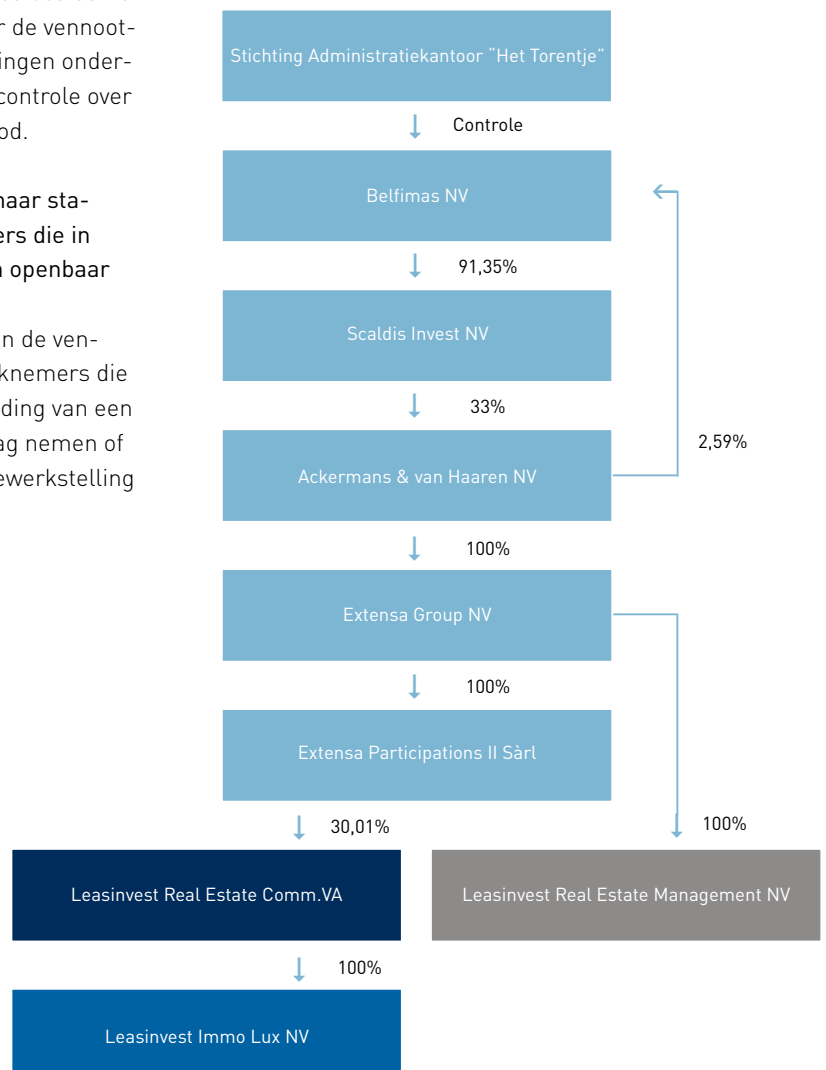 r de vennoot-
ingen onder-
controle over
od.
naar sta-
ers die in
openbaar
n de ven-
knemers die
ding van een
ag nemen of
ewerkstelling
Stichting Administratiekantoor “Het Torentje”
Controle
Belfimas NV
91,35%
Scaldis Invest NV
33%
2,59%
Ackermans & van Haaren NV
100%
Extensa Group NV
100%
Extensa Participations II Sàrl
30,01%
100%
Leasinvest Real Estate Comm.VA
Leasinvest Real Estate Management NV
100%
Leasinvest Immo Lux NV